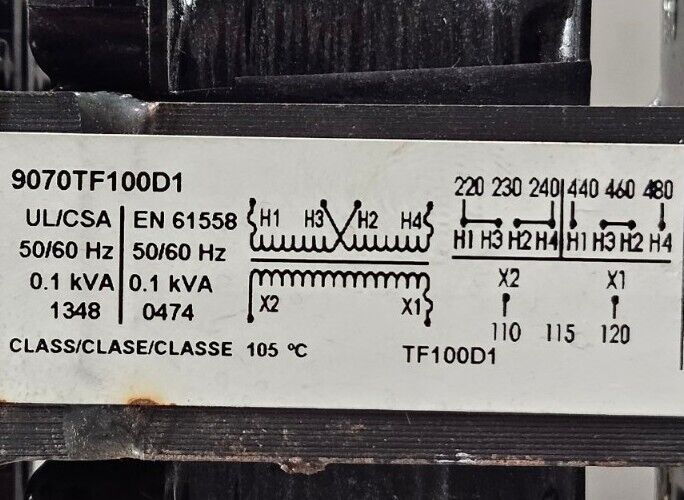 9070TF100D1
UL/CSA EN 61558
50/60 Hz 50/60 Hz
0.1 kVA 0.1 kVA
1348 0474
CLASS/CLASE/CLASSE 105 ºC
H1 H3 H2 H4
X2 X1
TF100D1
220 230 240 440 460 480
H1 H3 H2 H4 H1 H3 H2 H4
X2 X1
110 115 120